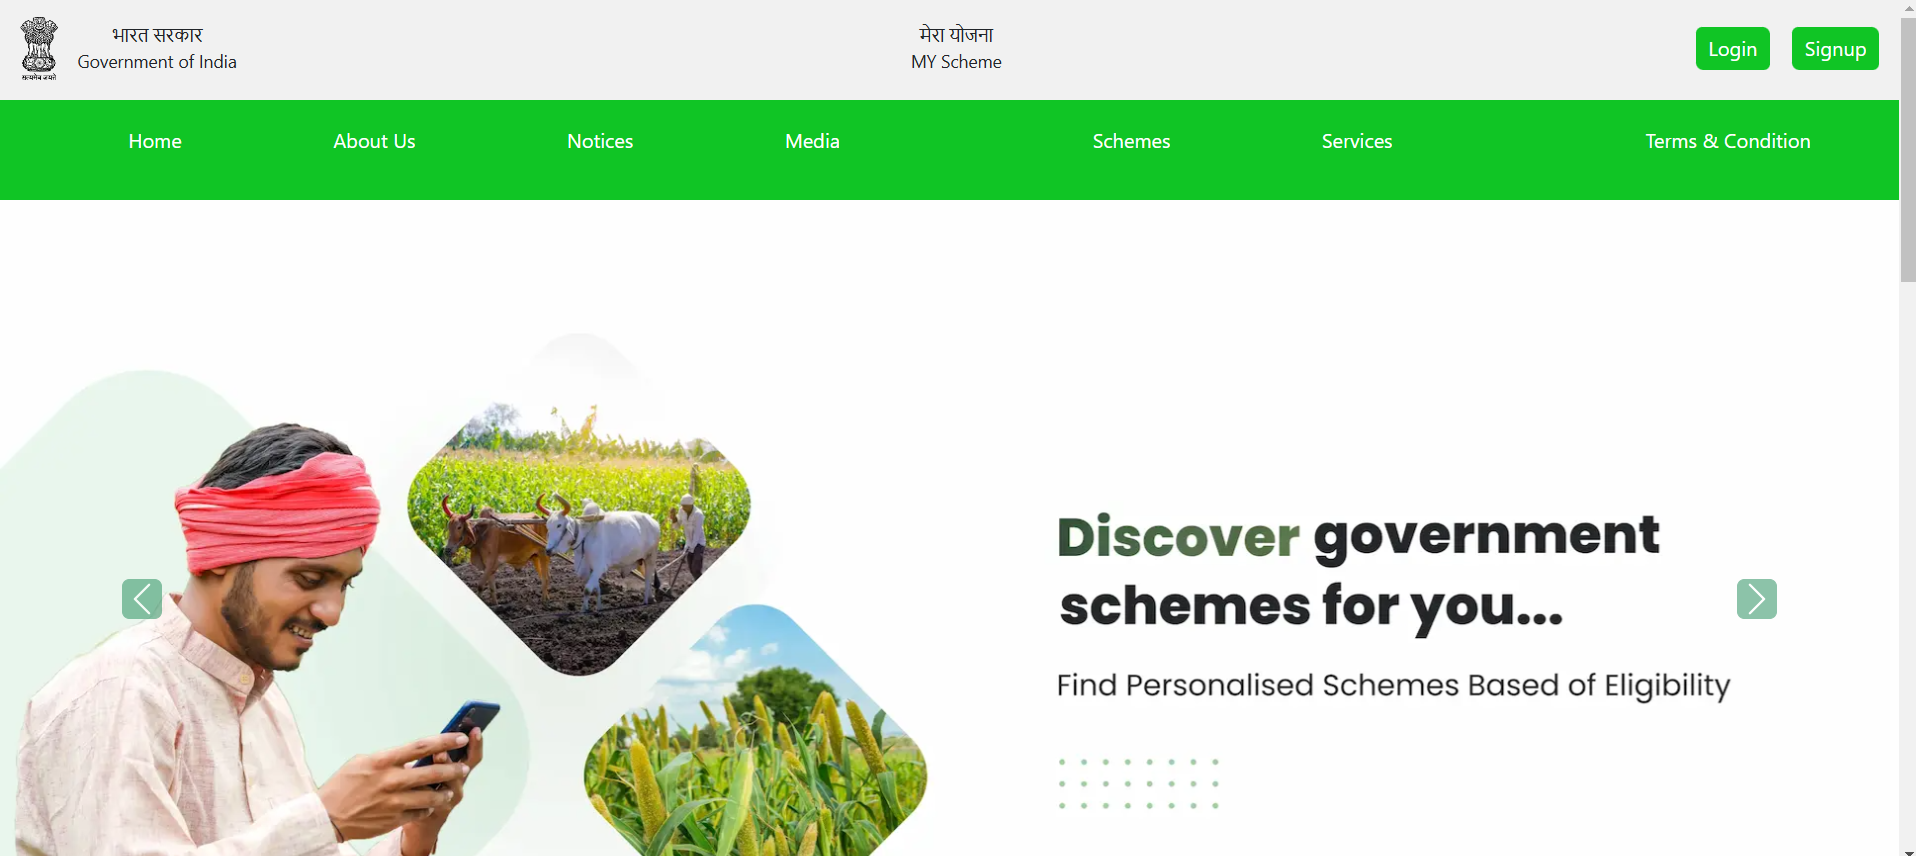 भारत सरकार
Government of India
सत्यमेव जयते
मेरा योजना
MY Scheme
Login
Signup
Home
About Us
Notices
Media
Schemes
Services
Terms & Condition
Discover government
schemes for you...
Find Personalised Schemes Based of Eligibility